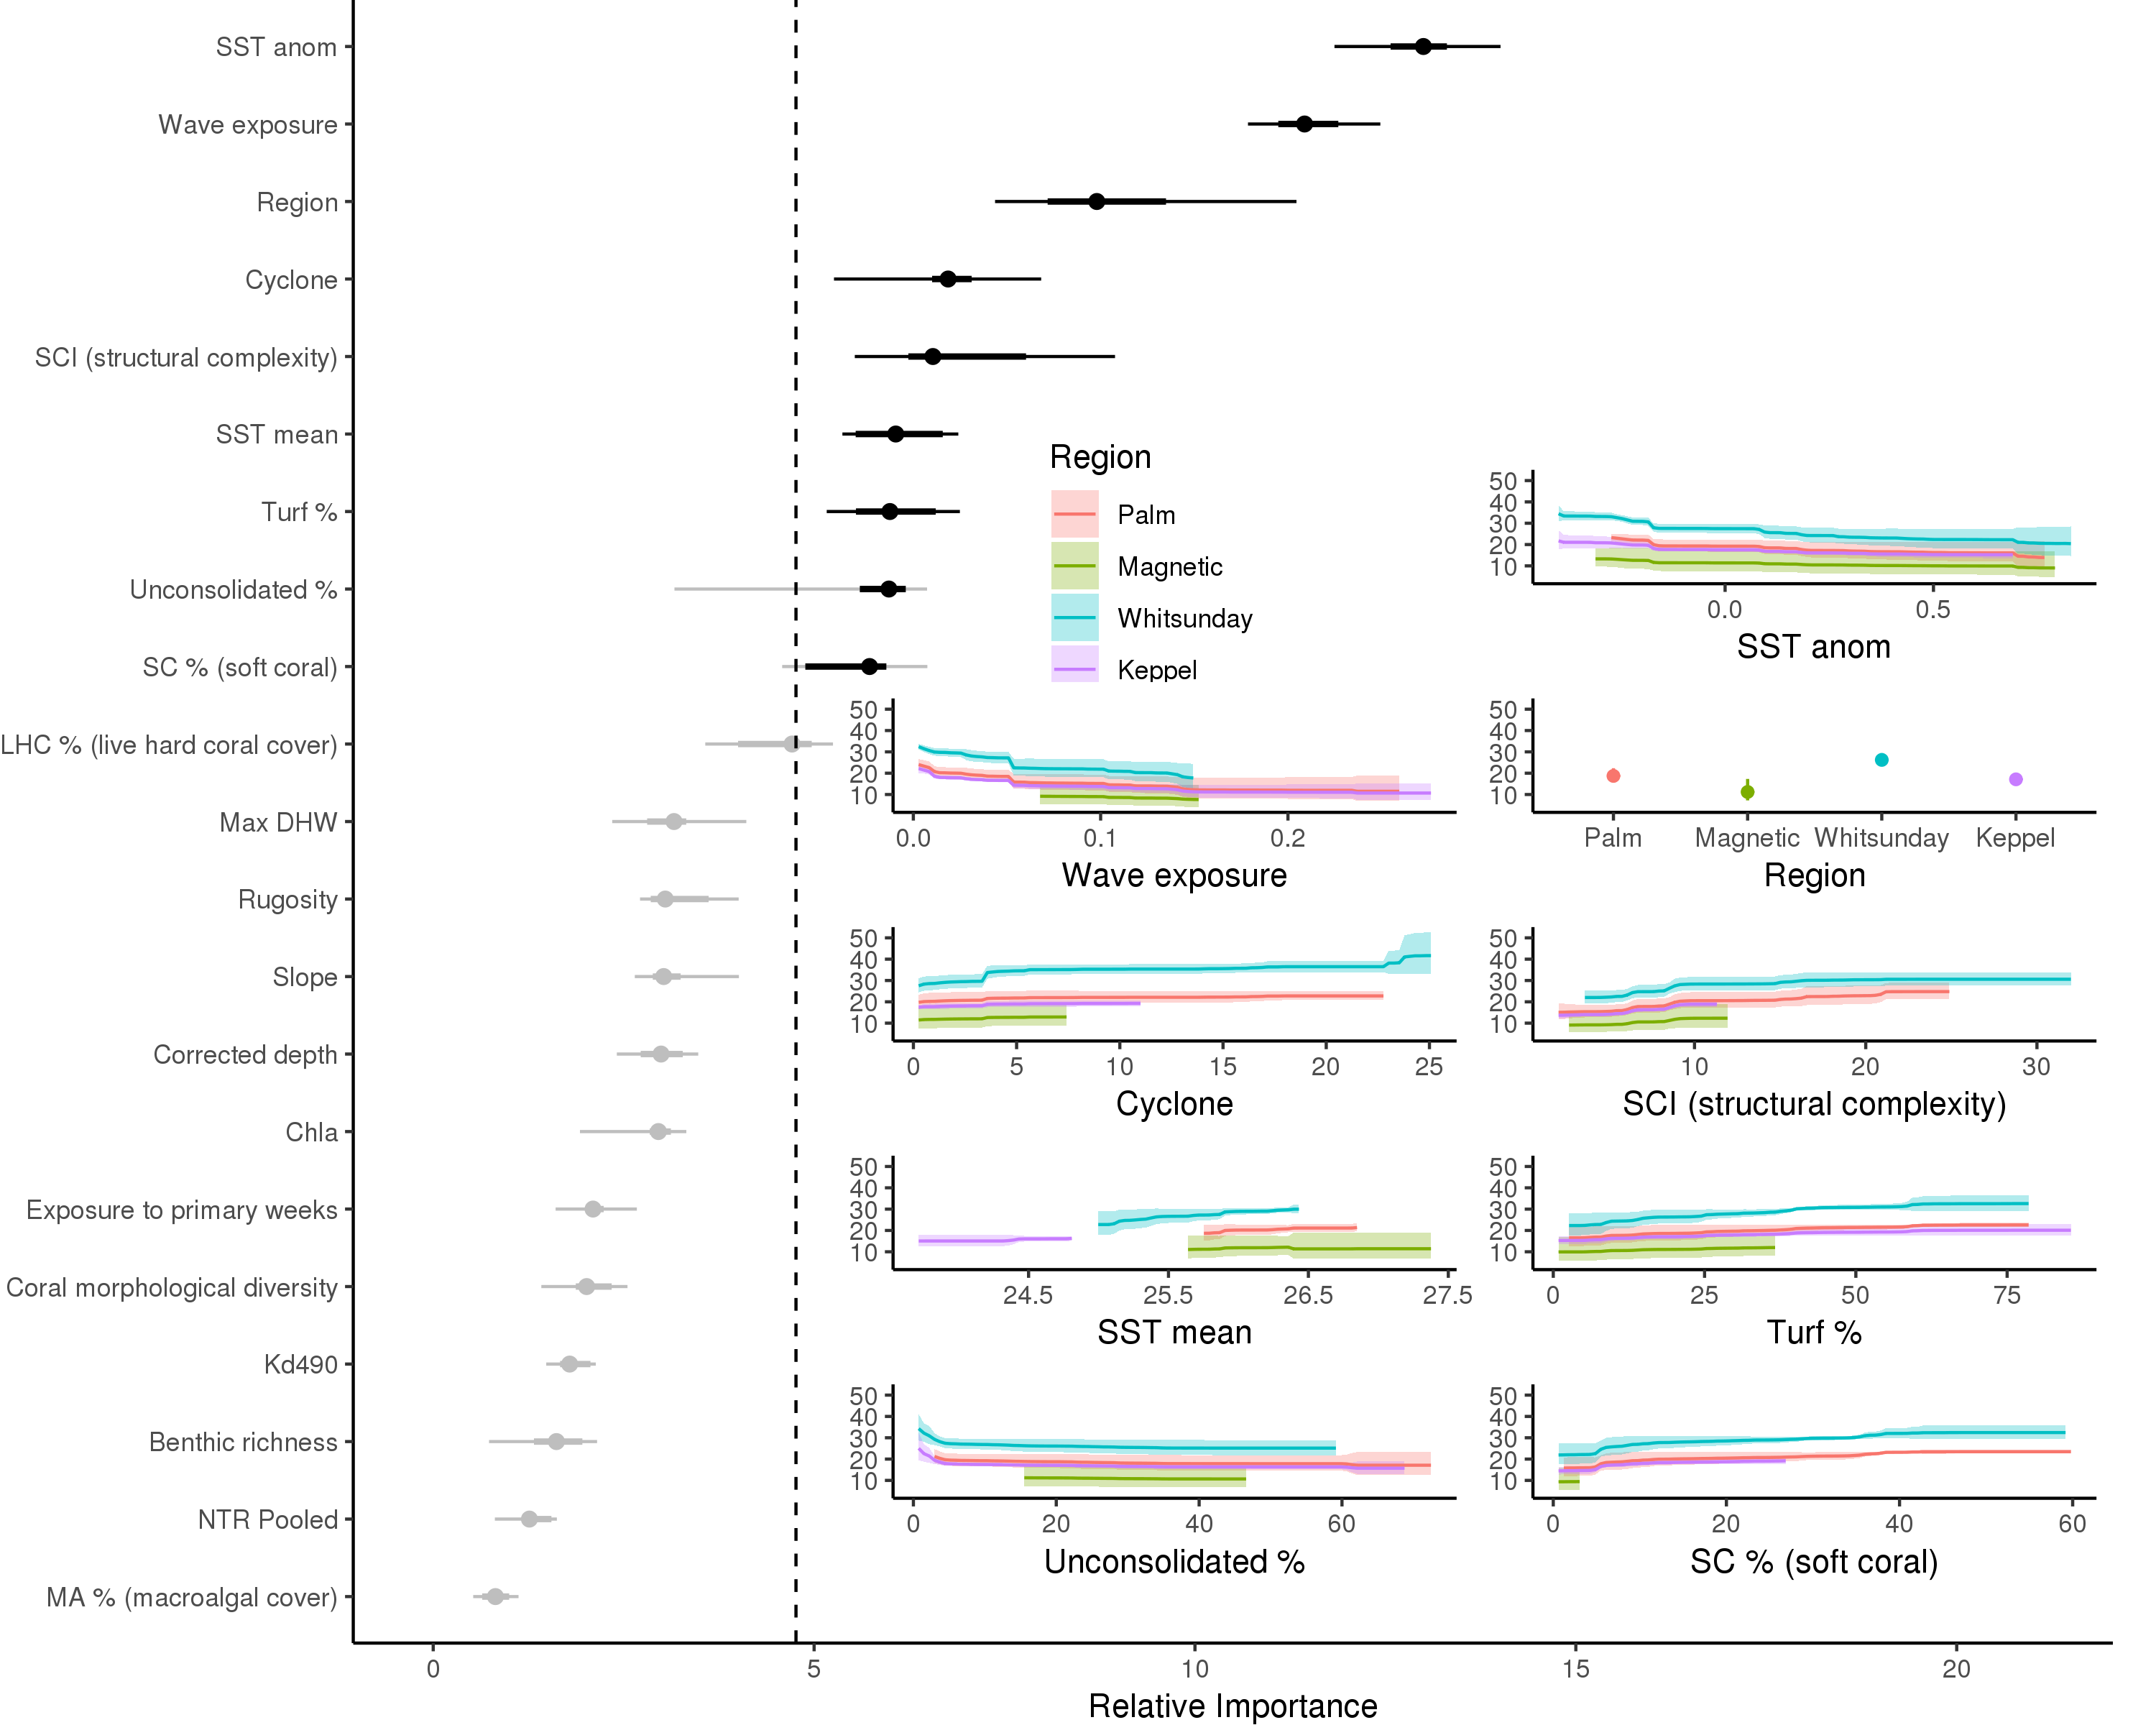 SST anom
Wave exposure
Region
Cyclone
SCI (structural complexity)
SST mean
Turf %
Unconsolidated %
SC % (soft coral)
LHC % (live hard coral cover)
Max DHW
Rugosity
Slope
Corrected depth
Chla
Exposure to primary weeks
Coral morphological diversity
Kd490
Benthic richness
NTR Pooled
MA % (macroalgal cover)
0 5 10 15 20
Relative Importance
Region
Palm
Magnetic
Whitsunday
Keppel
50
40
30
20
10
0.0 0.5
SST anom
50
40
30
20
10
0.0 0.1 0.2
Wave exposure
50
40
30
20
10
Palm Magnetic Whitsunday Keppel
Region
50
40
30
20
10
0 5 10 15 20 25
Cyclone
50
40
30
20
10
10 20 30
SCI (structural complexity)
50
40
30
20
10
24.5 25.5 26.5 27.5
SST mean
50
40
30
20
10
0 25 50 75
Turf %
50
40
30
20
10
0 20 40 60
Unconsolidated %
50
40
30
20
10
0 20 40 60
SC % (soft coral)